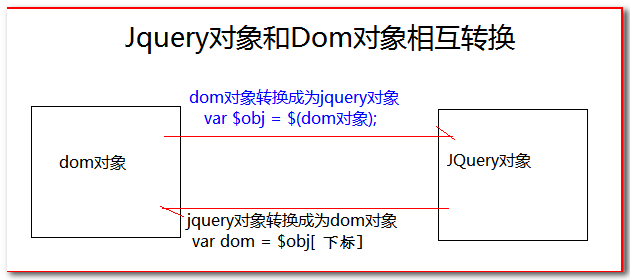 Jquery对象和Dom对象相互转换
dom对象转换成为jquery对象
var $obj = $(dom对象);
dom对象
JQuery对象
jquery对象转换成为dom对象
var dom = $obj[ 下标]